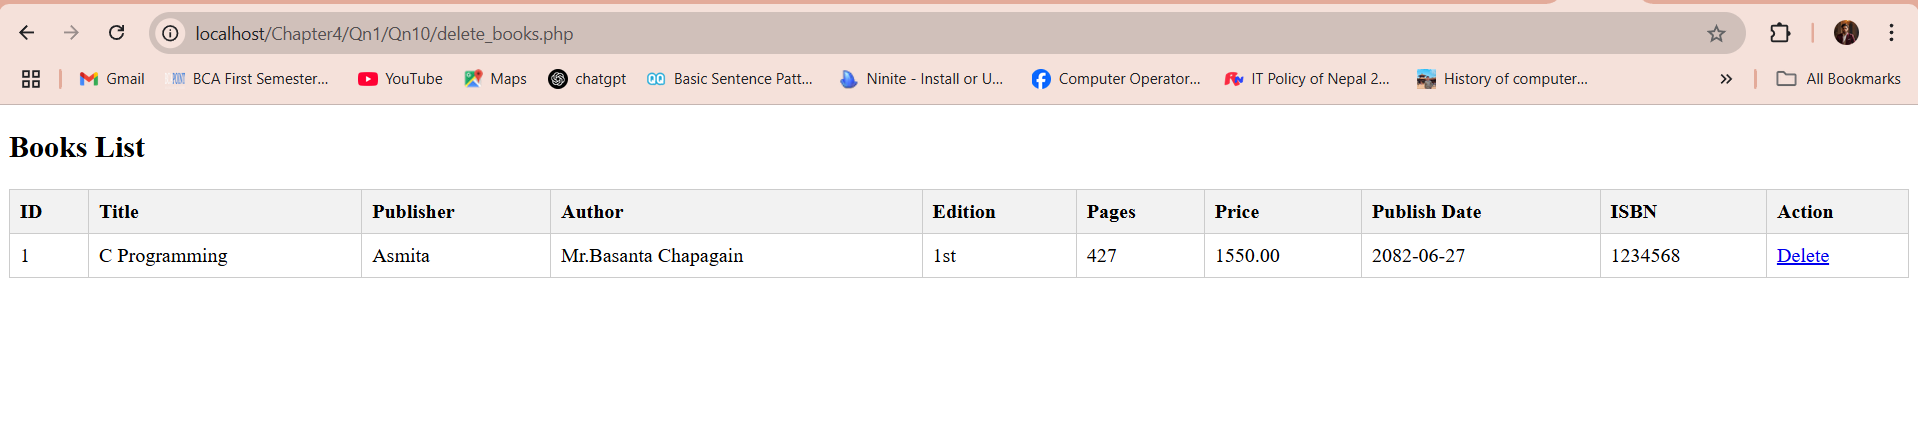 localhost/Chapter4/Qn1/Qn10/delete_books.php
Gmail BCA First Semester... YouTube Maps chatgpt Basic Sentence Patt... Ninite - Install or U... Computer Operator... IT Policy of Nepal 2... History of computer... » All Bookmarks
Books List
ID Title Publisher Author Edition Pages Price Publish Date ISBN Action
1 C Programming Asmita Mr.Basanta Chapagain 1st 427 1550.00 2082-06-27 1234568 Delete